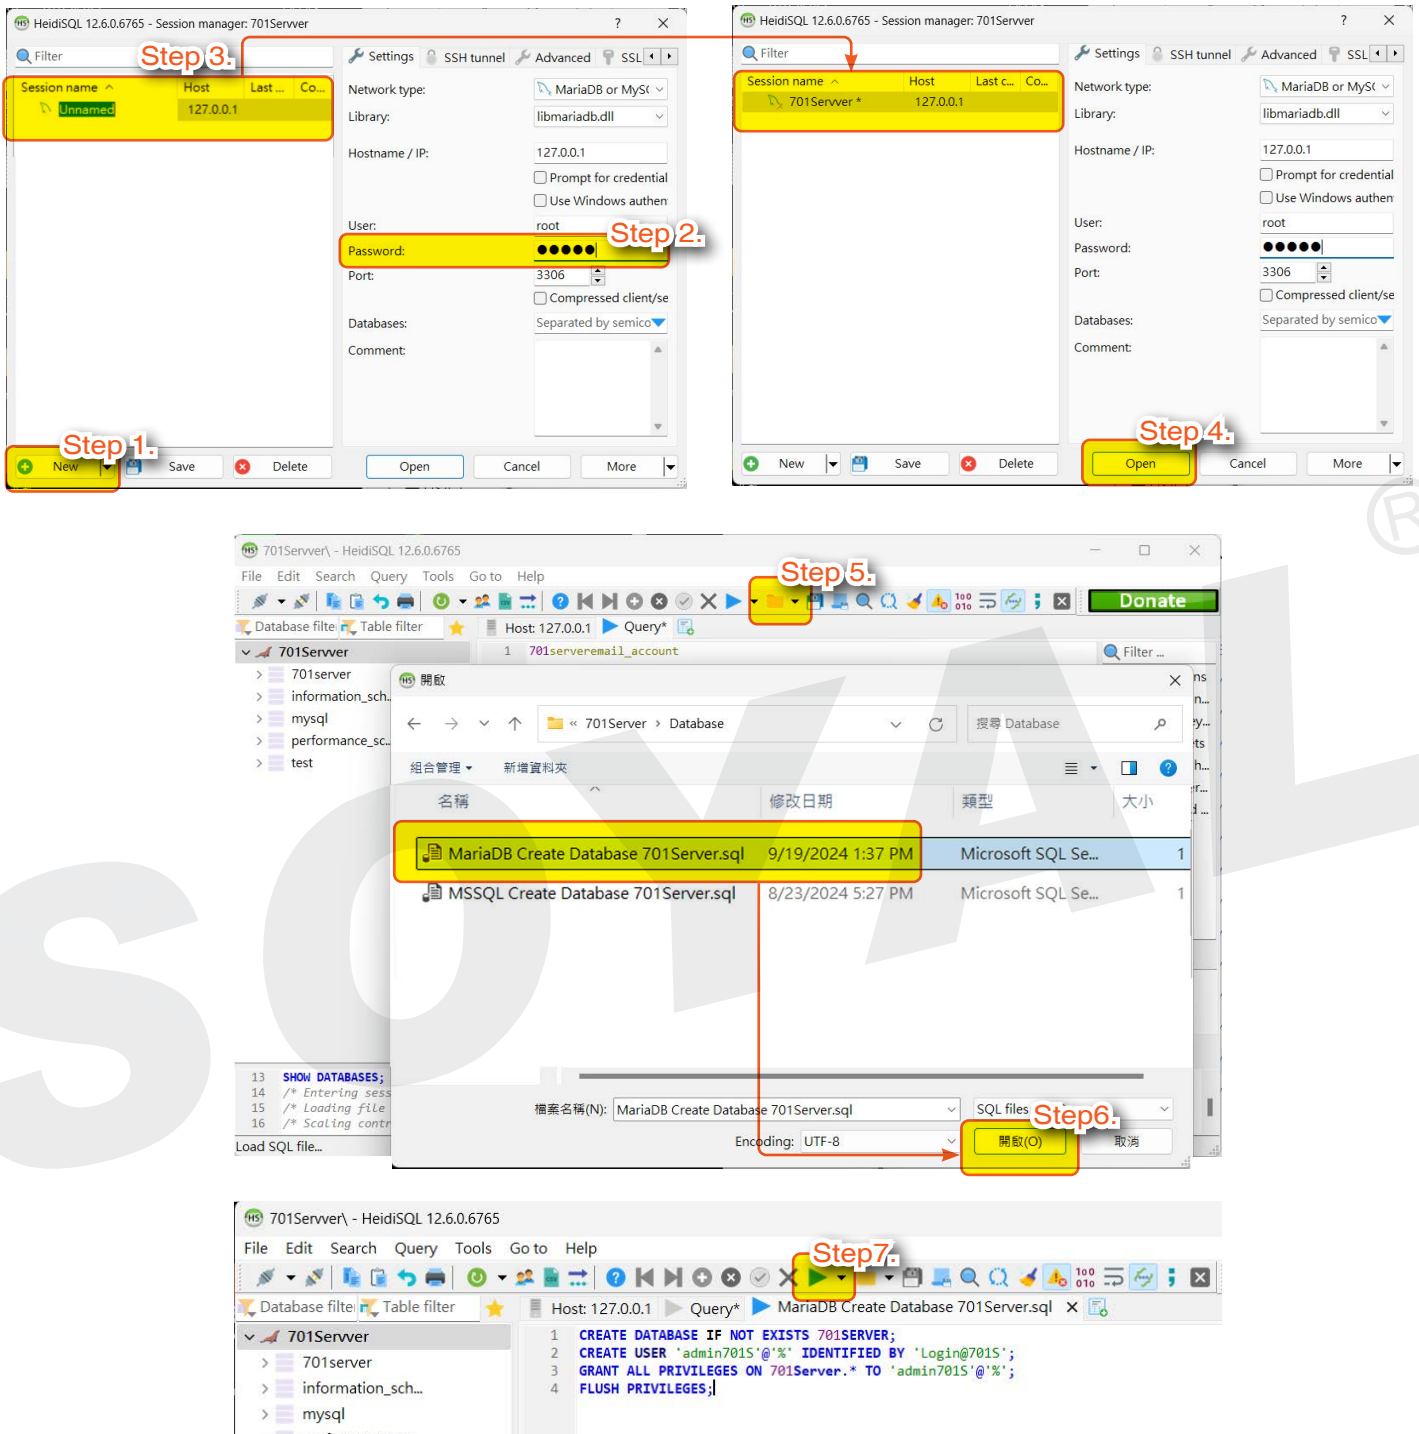 HeidiSQL 12.6.0.6765 - Session manager: 701Servver
Filter
Step 3.
Session name Host Last ... Co...
Unnamed 127.0.0.1
Settings SSH tunnel Advanced SSL
Network type: MariaDB or MyS
Library: libmariadb.dll
Hostname / IP: 127.0.0.1
Prompt for credential
Use Windows authen
User: root
Step 2.
Password: ●●●●●
Port: 3306
Compressed client/se
Databases: Separated by semico
Comment:
Step 1.
New Save Delete Open Cancel More
HeidiSQL 12.6.0.6765 - Session manager: 701Servver
Filter
Session name Host Last c... Co...
701Servver * 127.0.0.1
Settings SSH tunnel Advanced SSL
Network type: MariaDB or MyS
Library: libmariadb.dll
Hostname / IP: 127.0.0.1
Prompt for credential
Use Windows authen
User: root
Password: ●●●●●
Port: 3306
Compressed client/se
Databases: Separated by semico
Comment:
Step 4.
New Save Delete Open Cancel More
701Servver\ - HeidiSQL 12.6.0.6765
File Edit Search Query Tools Go to Help
Step 5.
Donate
Database filte Table filter Host: 127.0.0.1 Query*
701Servver
1 701serveremail_account
Filter ...
701server
information_sch...
mysql
performance_sc...
test
開啟
« 701Server › Database
搜尋 Database
組合管理 新增資料夾
名稱 修改日期 類型 大小
MariaDB Create Database 701Server.sql 9/19/2024 1:37 PM Microsoft SQL Se... 1
MSSQL Create Database 701Server.sql 8/23/2024 5:27 PM Microsoft SQL Se... 1
13 SHOW DATABASES;
14 /* Entering sess
15 /* Loading file
16 /* Scaling contr
Load SQL file...
檔案名稱(N): MariaDB Create Database 701Server.sql SQL files
Step6.
Encoding: UTF-8 開啟(O) 取消
701Servver\ - HeidiSQL 12.6.0.6765
File Edit Search Query Tools Go to Help
Step7.
Database filte Table filter Host: 127.0.0.1 Query* MariaDB Create Database 701Server.sql
701Servver
701server
information_sch...
mysql
1 CREATE DATABASE IF NOT EXISTS 701SERVER;
2 CREATE USER 'admin701S'@'%' IDENTIFIED BY 'Login@701S';
3 GRANT ALL PRIVILEGES ON 701Server.* TO 'admin701S'@'%';
4 FLUSH PRIVILEGES;
SOYAL®